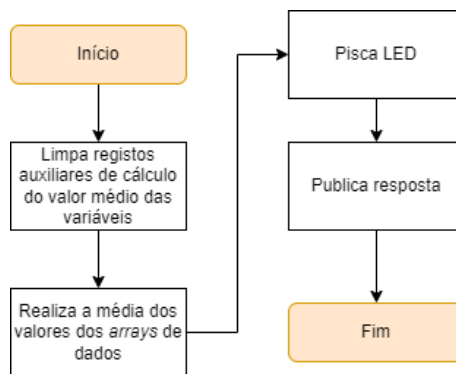 Início
Limpa registos
auxiliares de cálculo
do valor médio das
variáveis
Realiza a média dos
valores dos arrays de
dados
Pisca LED
Publica resposta
Fim